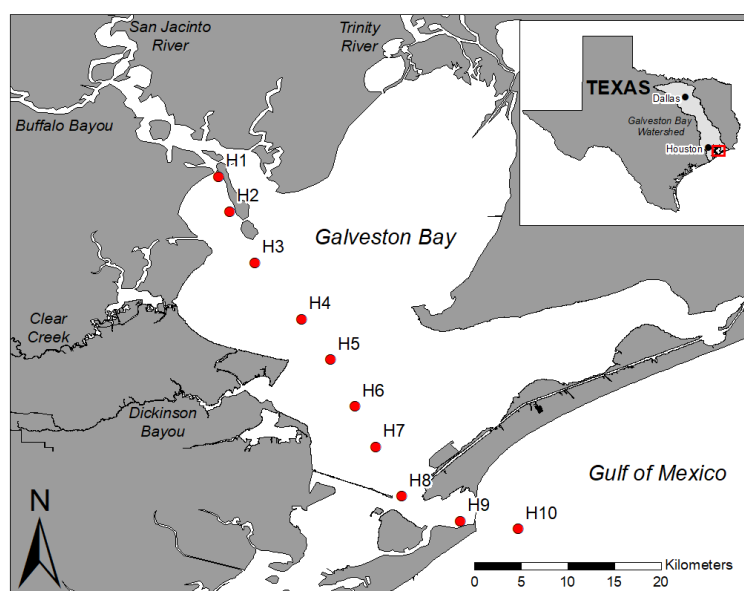 San Jacinto
River
Trinity
River
Buffalo Bayou
TEXAS
Dallas
Galveston Bay
Watershed
Houston
H1
H2
H3
Galveston Bay
H4
Clear
Creek
H5
H6
Dickinson
Bayou
H7
Gulf of Mexico
H8
H9
H10
N
Kilometers
0 5 10 15 20